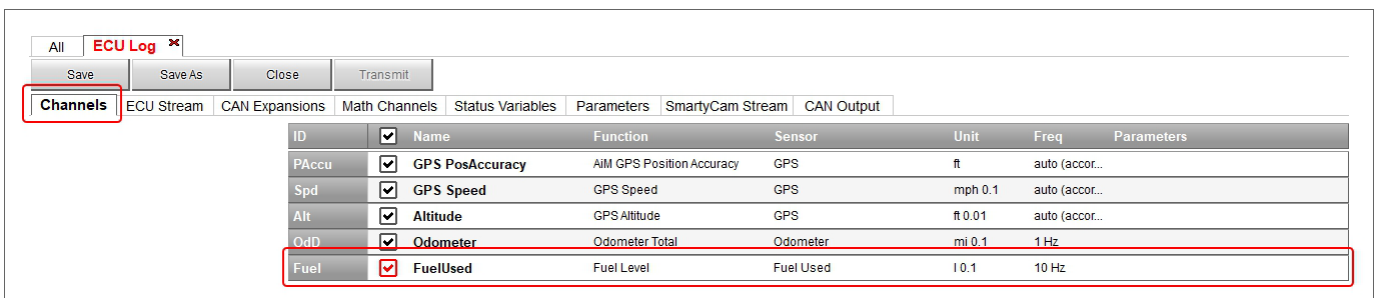 All ECU Log
Save Save As Close Transmit
Channels ECU Stream CAN Expansions Math Channels Status Variables Parameters SmartyCam Stream CAN Output
ID Name Function Sensor Unit Freq Parameters
PAccu GPS PosAccuracy AiM GPS Position Accuracy GPS ft auto (accor...
Spd GPS Speed GPS Speed GPS mph 0.1 auto (accor...
Alt Altitude GPS Altitude GPS ft 0.01 auto (accor...
OdD Odometer Odometer Total Odometer mi 0.1 1 Hz
Fuel FuelUsed Fuel Level Fuel Used l 0.1 10 Hz